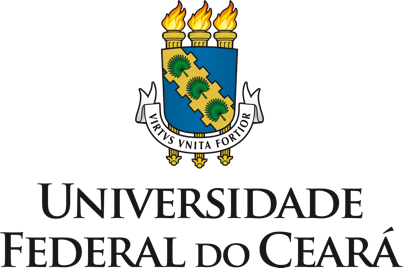 VIRTVS VNITA FORTIOR
UNIVERSIDADE
FEDERAL DO CEARÁ